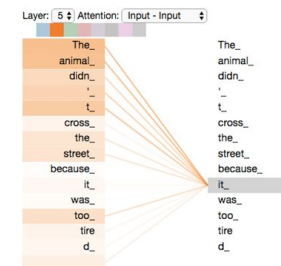 Layer: 5 Attention: Input - Input
The_ The_
animal_ animal_
didn_ didn_
'_ '_
t_ t_
cross_ cross_
the_ the_
street_ street_
because_ because_
it_ it_
was_ was_
too_ too_
tire tire
d_ d_